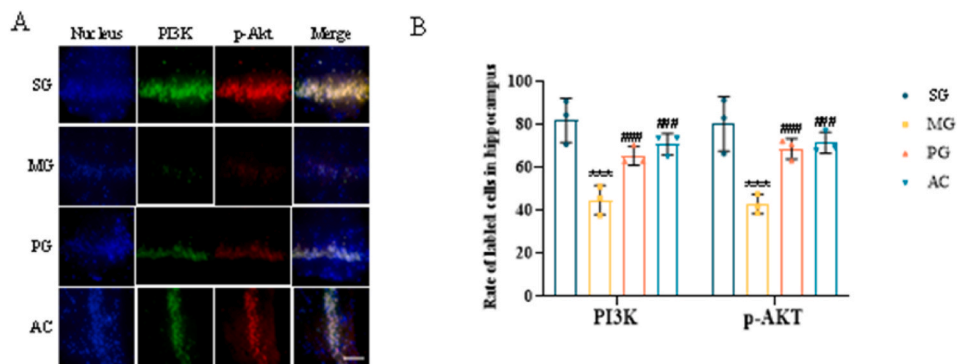 A
Nucleus PI3K p-Akt Merge
SG
MG
PG
AC
B
Rate of labled cells in hippocampus
100
80
60
40
20
0
***
###
###
***
###
###
PI3K p-AKT
SG
MG
PG
AC